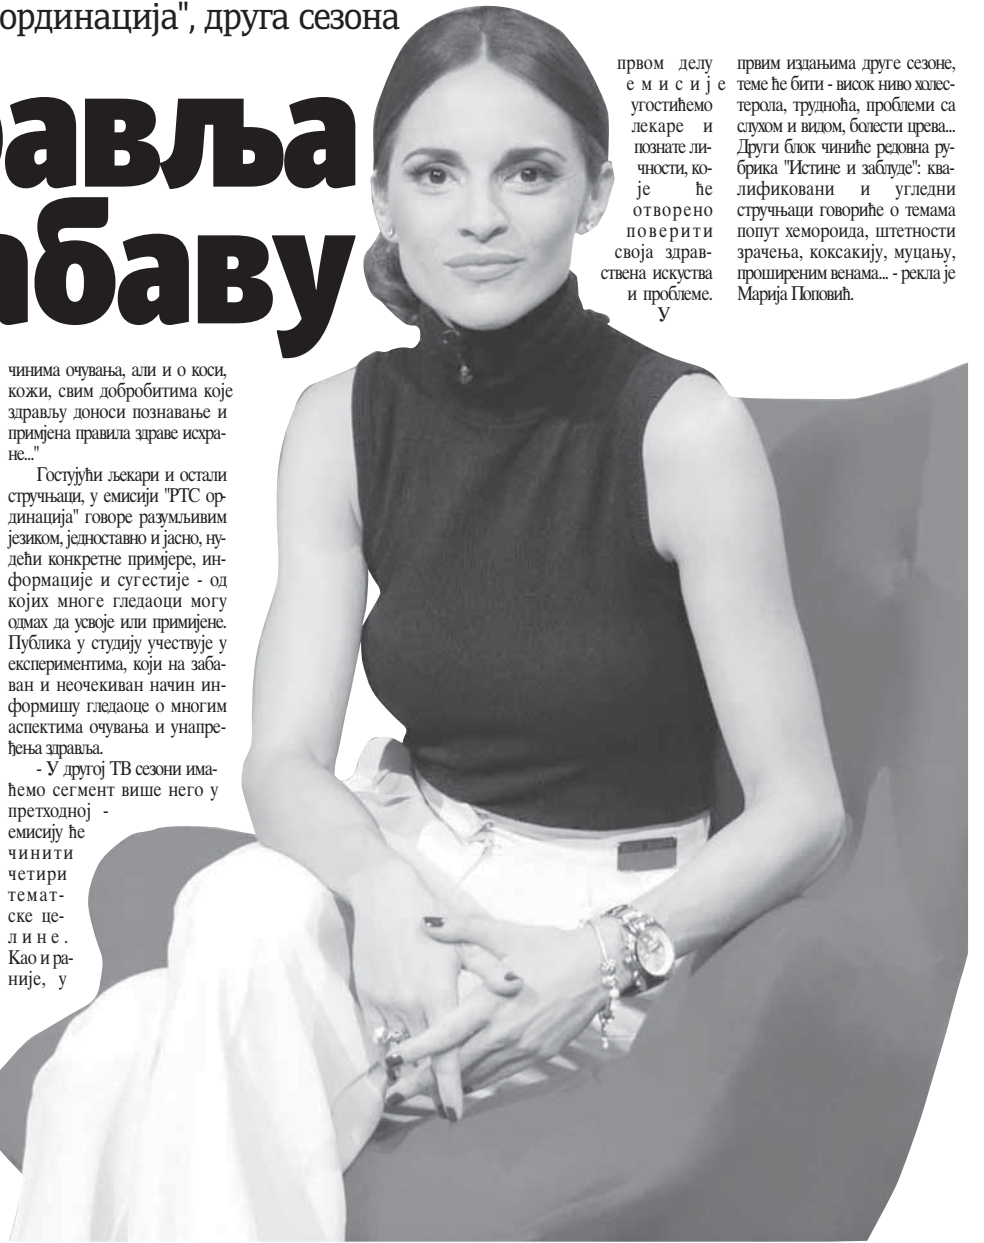 ординација", друга сезона
авља
абаву
чинима очувања, али и о коси,
кожи, свим добробитима које
здрављу доноси познавање и
примјена правила здраве исхра-
не..."
Гостујући љекари и остали
стручњаци, у емисији "РТС ор-
динација" говоре разумљивим
језиком, једноставно и јасно, ну-
дећи конкретне примјере, ин-
формације и сугестије - од
којих многе гледаоци могу
одмах да усвоје или примијене.
Публика у студију учествује у
експериментима, који на заба-
ван и неочекиван начин ин-
формишу гледаоце о многим
аспектима очувања и унапре-
ђења здравља.
- У другој ТВ сезони има-
ћемо сегмент више него у
претходној -
емисију ће
чинити
четири
темат-
ске це-
лине.
Као и ра-
није, у
првом делу
емисије
угостићемо
лекаре и
познате ли-
чности, ко-
је ће
отворено
поверити
своја здрав-
ствена искуства
и проблеме.
У
првим издањима друге сезоне,
теме ће бити - висок ниво холес-
терола, трудноћа, проблеми са
слухом и видом, болести црева...
Други блок чиниће редовна ру-
брика "Истине и заблуде": ква-
лификовани и угледни
стручњаци говориће о темама
попут хемороида, штетности
зрачења, коксакију, муцању,
проширеним венама... - рекла је
Марија Поповић.